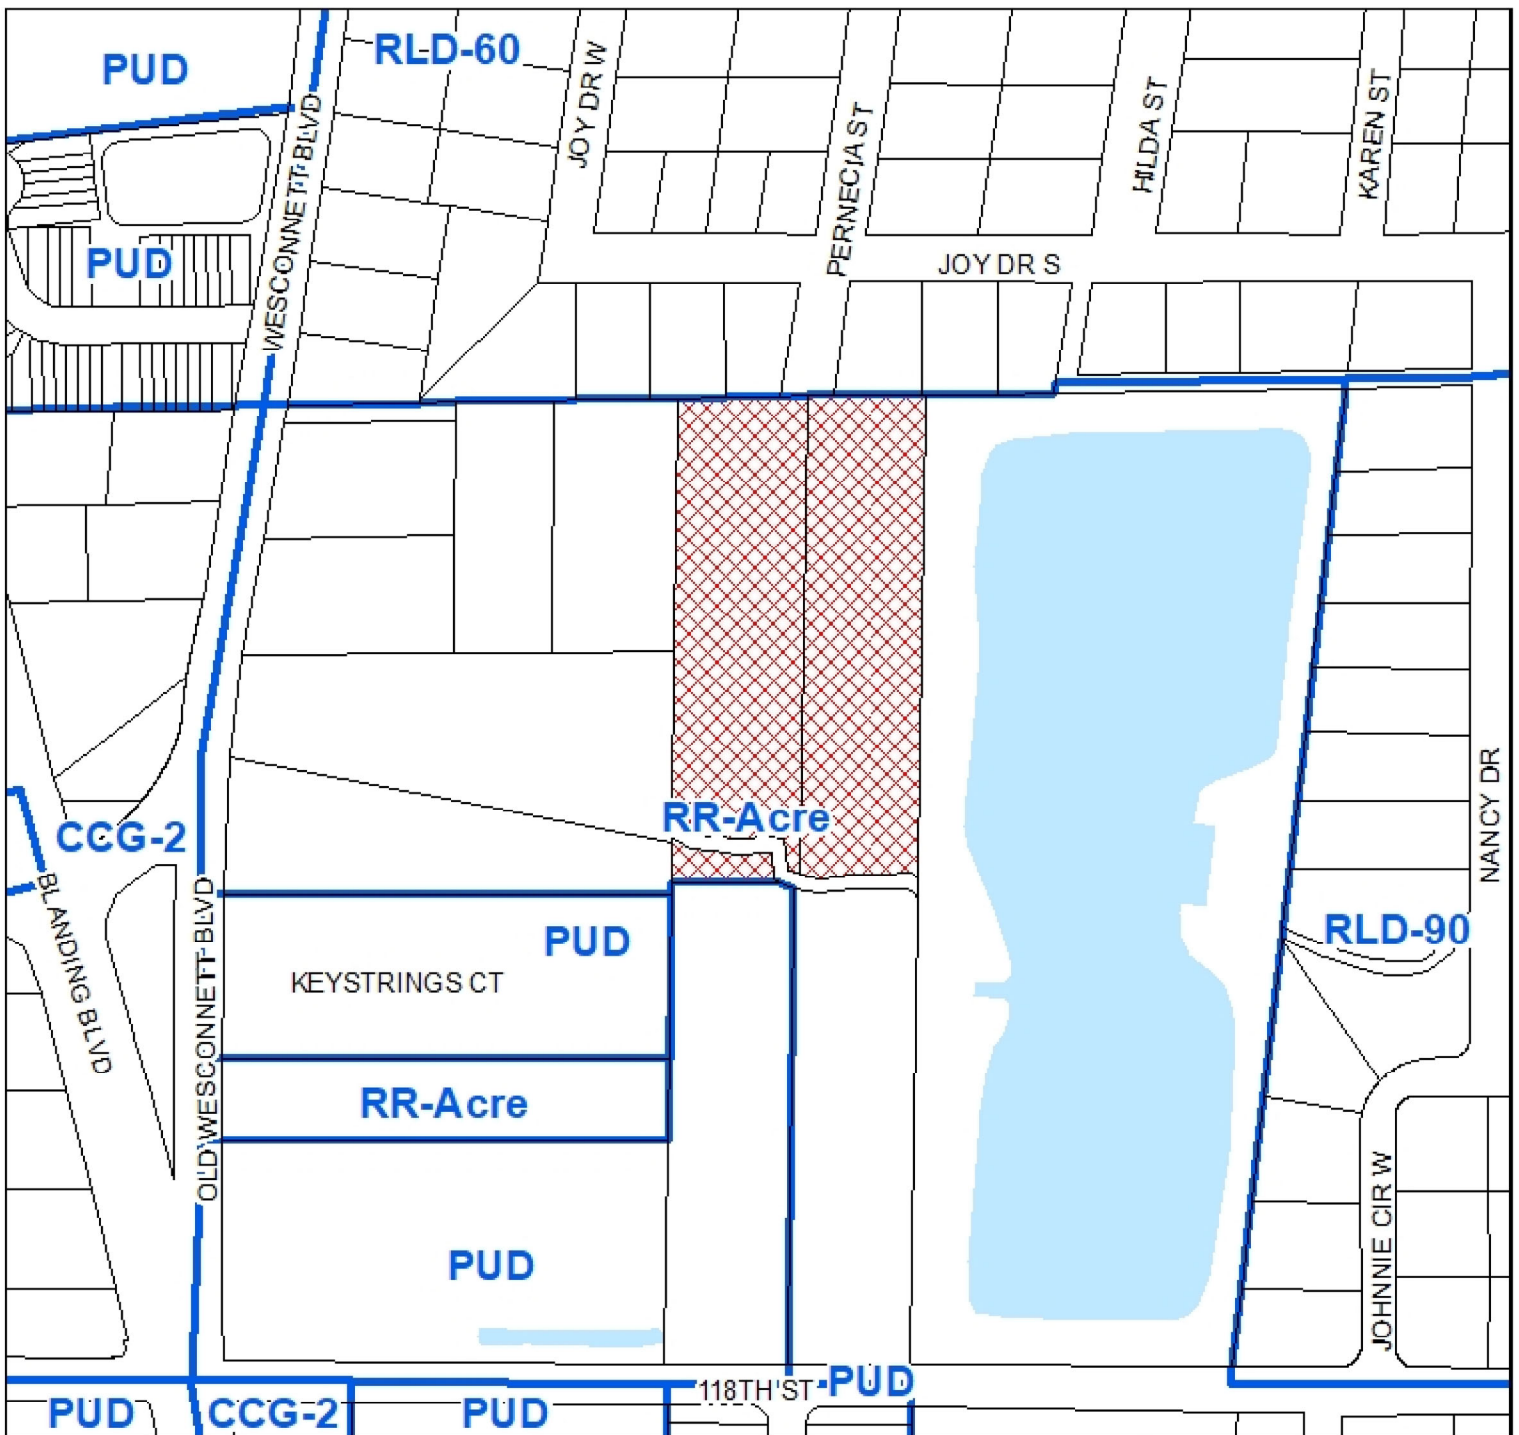 PUD
RLD-60
JOY DR W
WESCONNETT BLVD
PERNECIA ST
HILDA ST
KAREN ST
PUD
JOY DR S
RR-Acre
CCG-2
NANCY DR
BLANDING BLVD
OLD WESCONNETT BLVD
PUD
RLD-90
KEYSTRINGS CT
RR-Acre
JOHNNIE CIR W
PUD
118TH ST
PUD
PUD
CCG-2
PUD